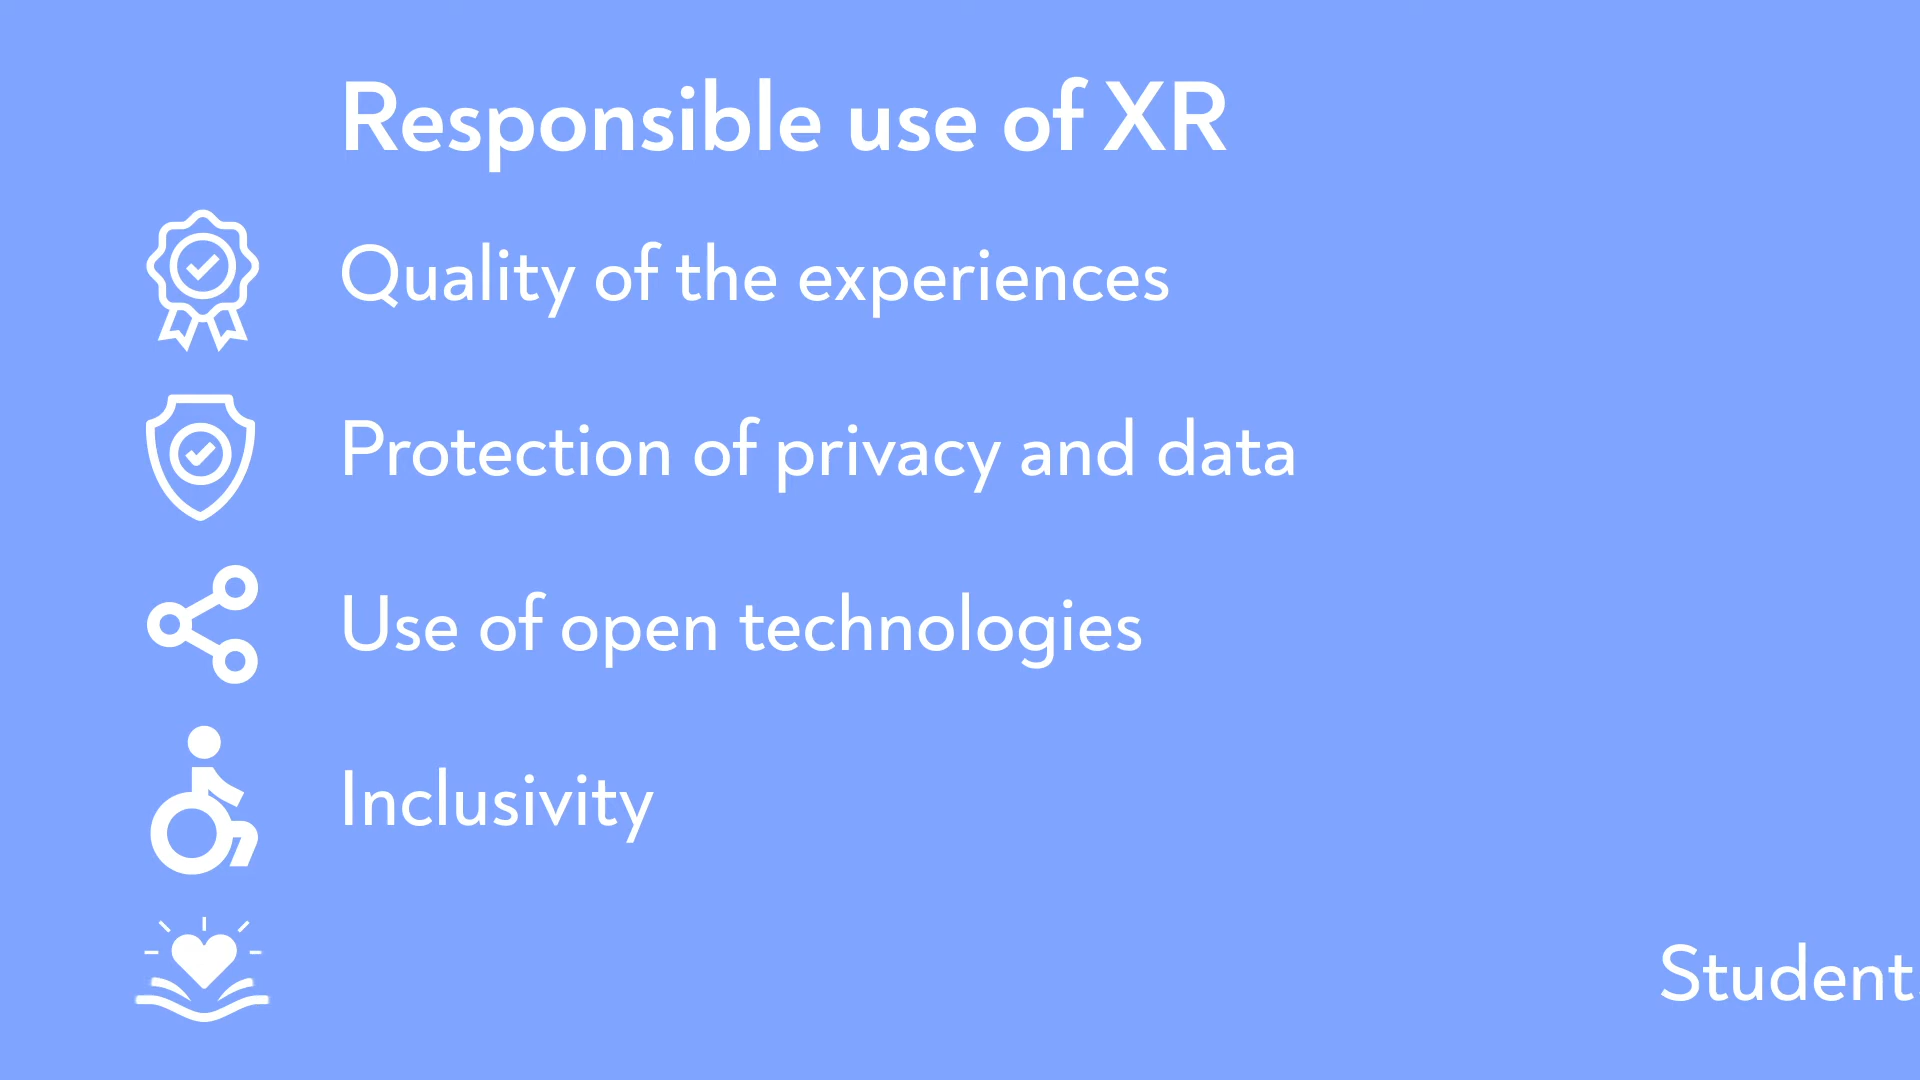 Responsible use of XR
Quality of the experiences
Protection of privacy and data
Use of open technologies
Inclusivity
Student